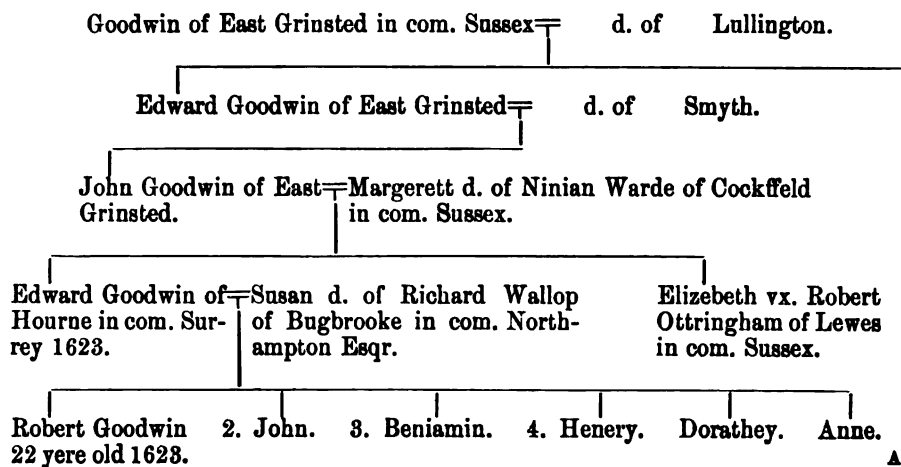 Goodwin of East Grinsted in com. Sussex d. of Lullington.
Edward Goodwin of East Grinsted d. of Smyth.
John Goodwin of East Margerett d. of Ninian Warde of Cockffeld
Grinsted. in com. Sussex.
Edward Goodwin of Susan d. of Richard Wallop Elizebeth vx. Robert
Hourne in com. Sur- of Bugbrooke in com. North- Ottringham of Lewes
rey 1623. ampton Esqr. in com. Sussex.
Robert Goodwin 2. John. 3. Beniamin. 4. Henery. Dorathey. Anne.
22 yere old 1623. A